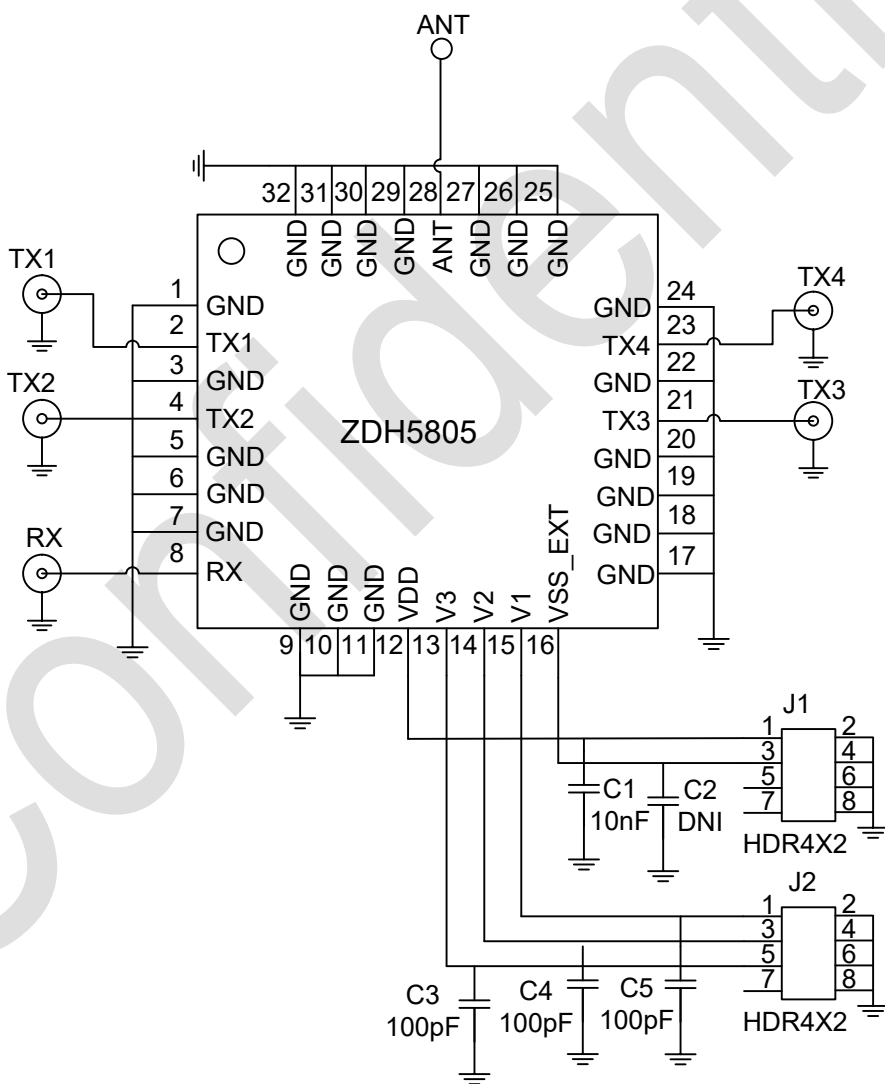 Confidential
ANT
32 31 30 29 28 27 26 25
GND GND GND GND ANT GND GND GND
TX1
TX2
RX
1 GND
2 TX1
3 GND
4 TX2
5 GND
6 GND
7 GND
8 RX
ZDH5805
GND 24
TX4 23
GND 22
TX3 21
GND 20
GND 19
GND 18
GND 17
TX4
TX3
GND GND GND VDD V3 V2 V1 VSS_EXT
9 10 11 12 13 14 15 16
J1
1 2
3 4
5 6
7 8
HDR4X2
C1
10nF
C2
DNI
J2
1 2
3 4
5 6
7 8
HDR4X2
C3
100pF
C4
100pF
C5
100pF